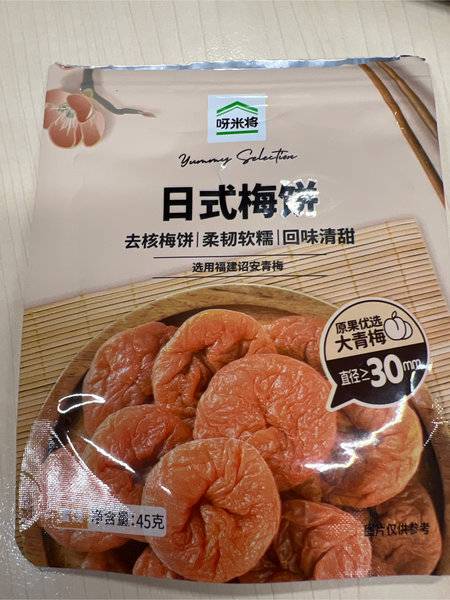 呀米将
Yummy Selection
日式梅饼
去核梅饼|柔韧软糯|回味清甜
选用福建诏安青梅
原果优选
大青梅
直径≥30mm
净含量:45克
图片仅供参考